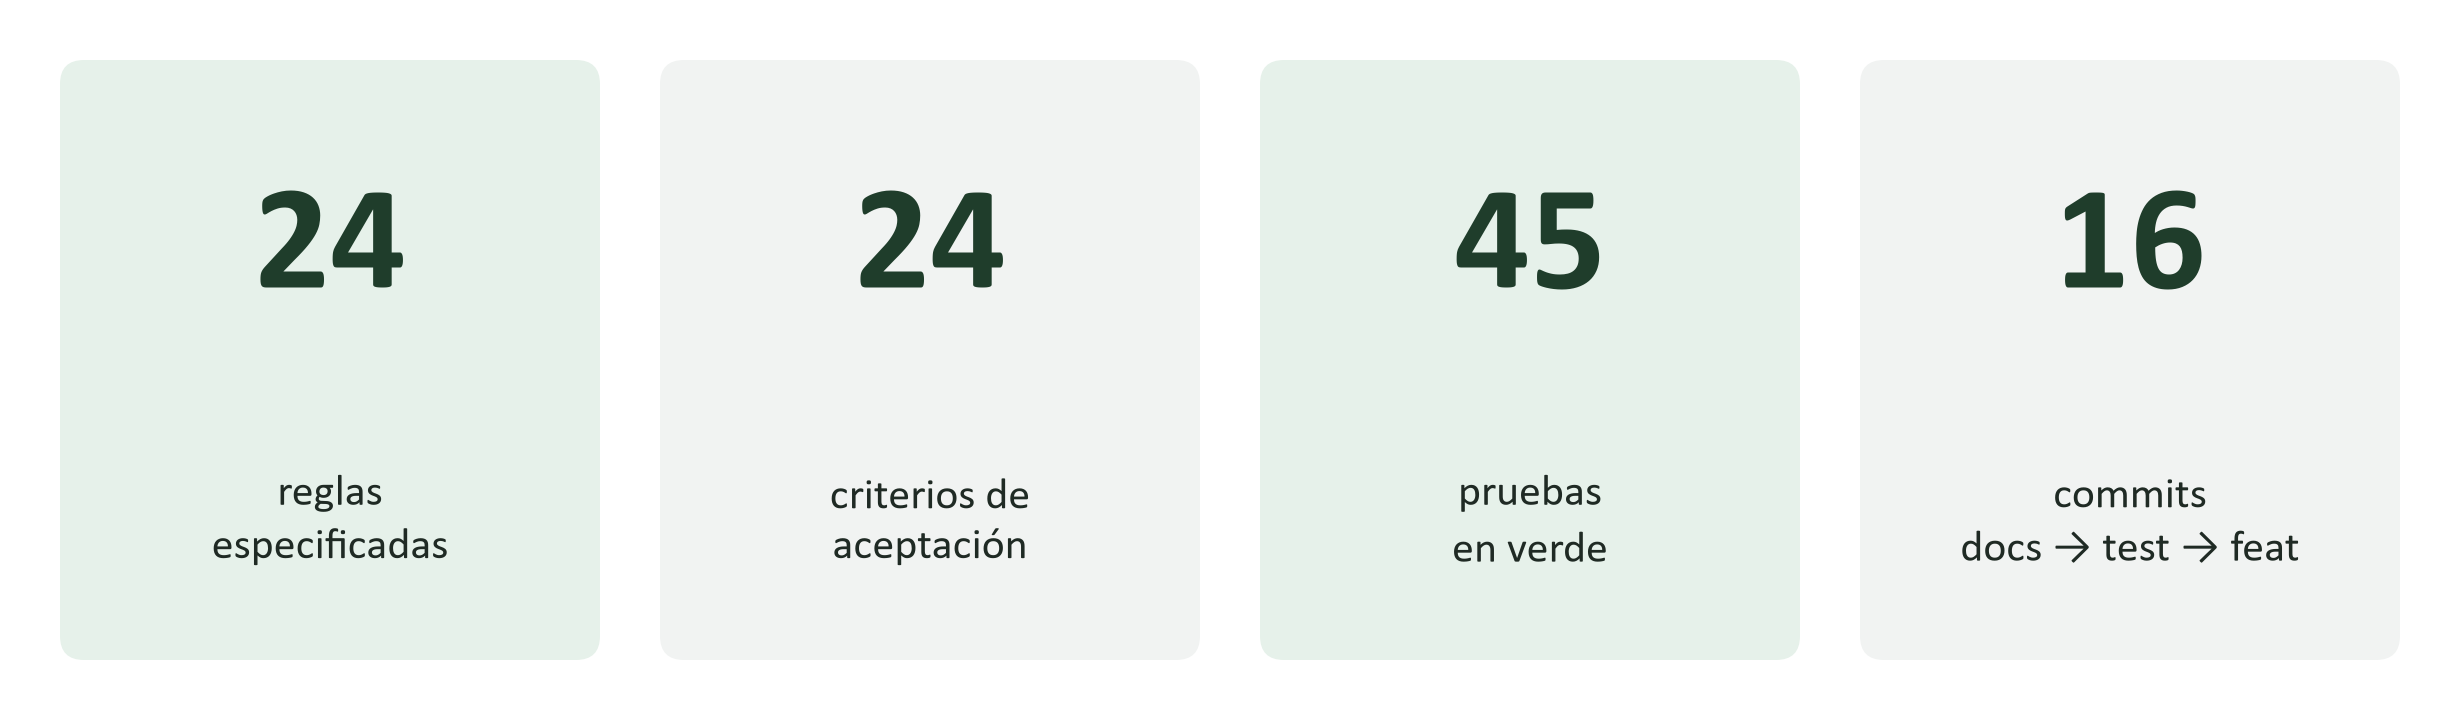 24
reglas
especificadas
24
criterios de
aceptación
45
pruebas
en verde
16
commits
docs → test → feat